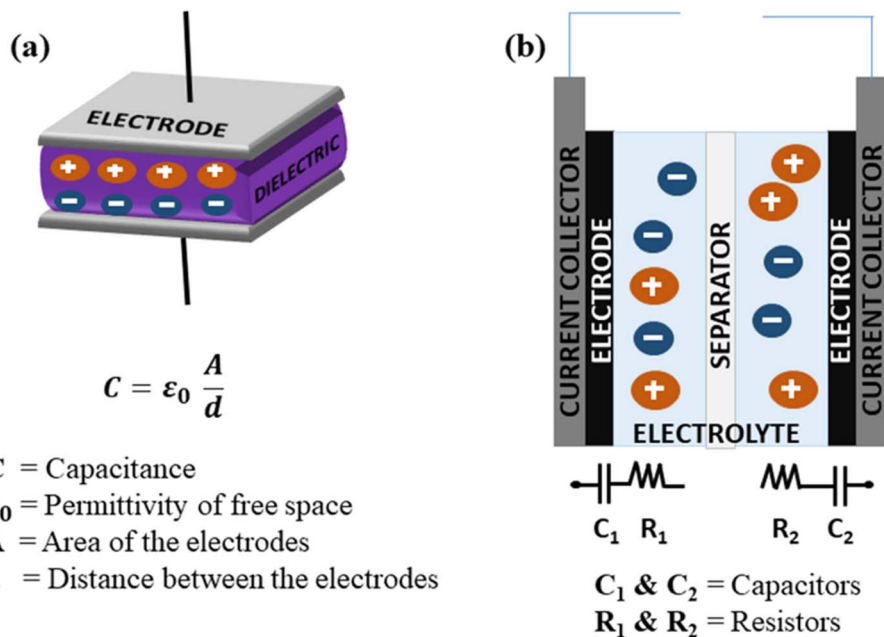 (a)
ELECTRODE
DIELECTRIC
+ + + +
− − − −
C = ε₀ A/d
= Capacitance
₀ = Permittivity of free space
= Area of the electrodes
= Distance between the electrodes
(b)
CURRENT COLLECTOR
ELECTRODE
SEPARATOR
ELECTRODE
CURRENT COLLECTOR
ELECTROLYTE
C₁ R₁ R₂ C₂
C₁ & C₂ = Capacitors
R₁ & R₂ = Resistors